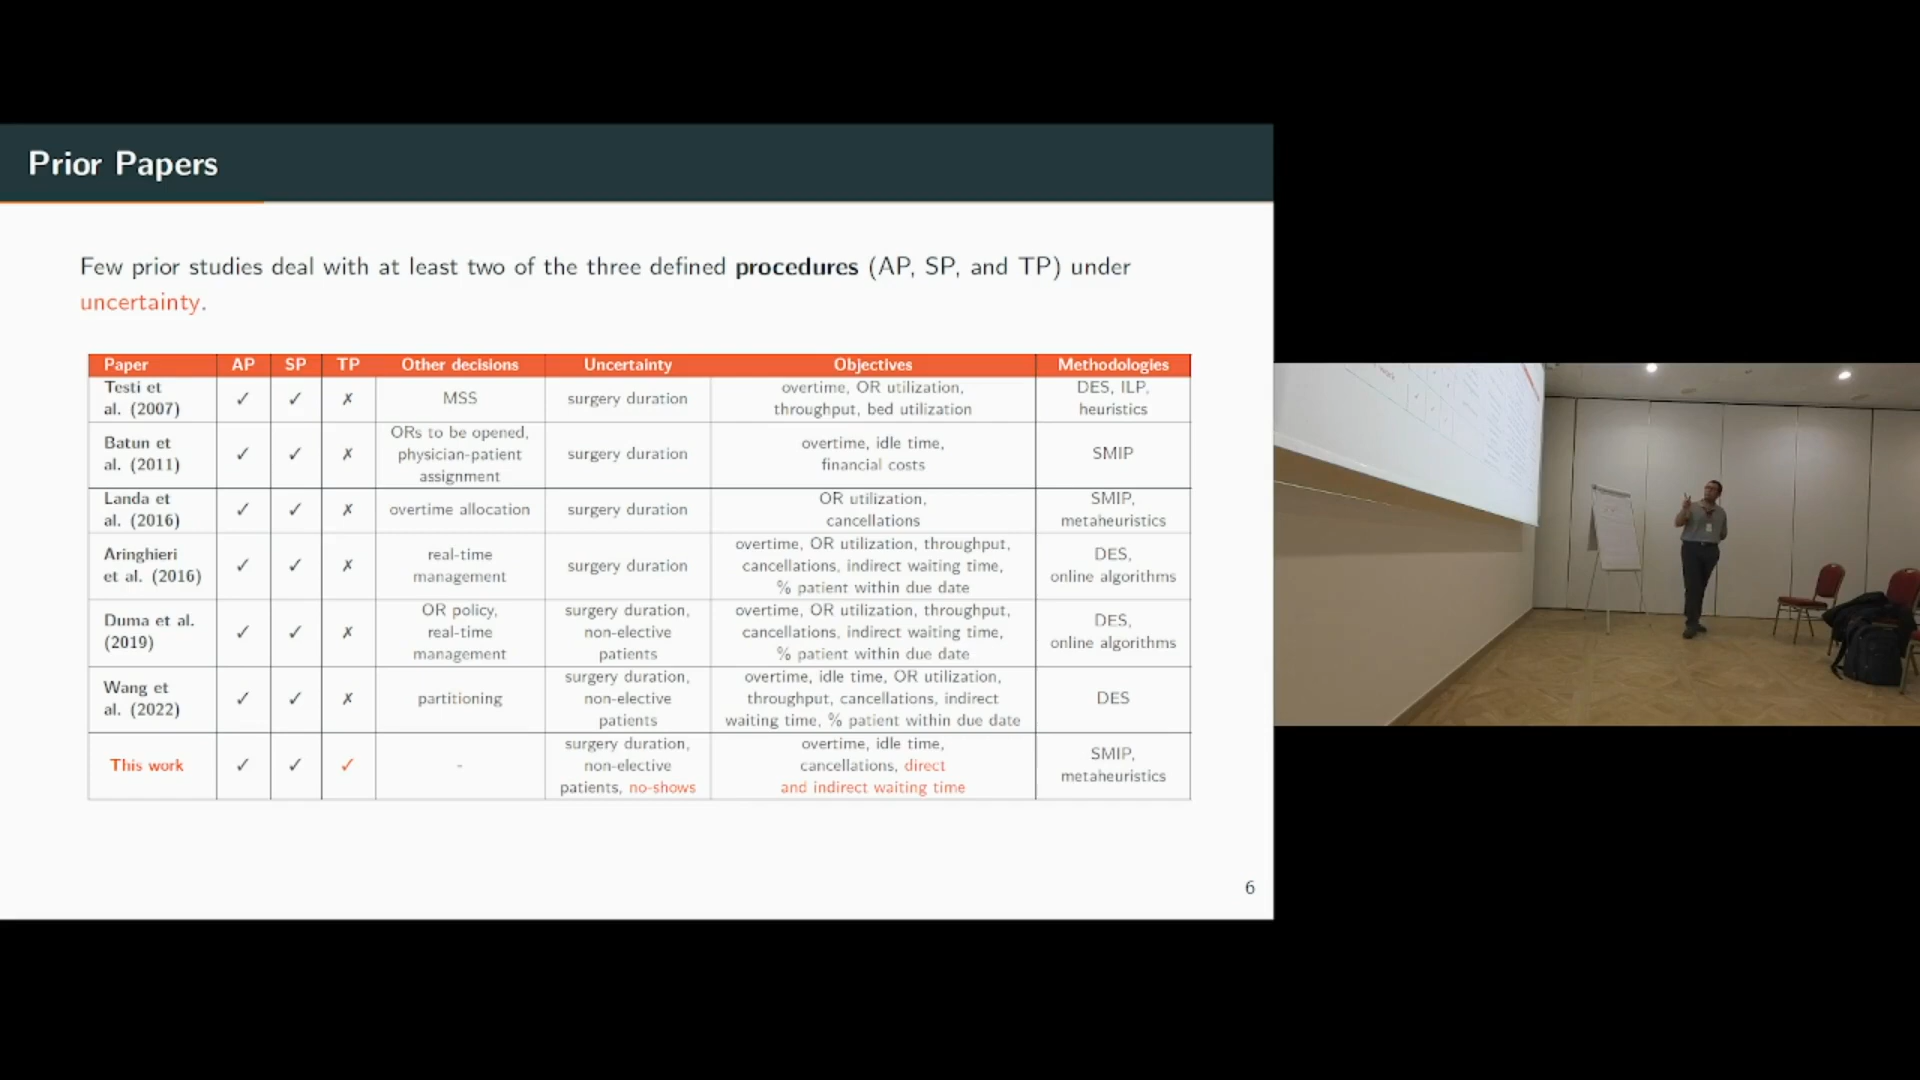 Prior Papers
Few prior studies deal with at least two of the three defined procedures (AP, SP, and TP) under
uncertainty.
Paper AP SP TP Other decisions Uncertainty Objectives Methodologies
Testi et
al. (2007)
✓ ✓ ✗
MSS
surgery duration
overtime, OR utilization,
throughput, bed utilization
DES, ILP,
heuristics
Batun et
al. (2011)
✓ ✓ ✗
ORs to be opened,
physician-patient
assignment
surgery duration
overtime, idle time,
financial costs
SMIP
Landa et
al. (2016)
✓ ✓ ✗
overtime allocation
surgery duration
OR utilization,
cancellations
SMIP,
metaheuristics
Aringhieri
et al. (2016)
✓ ✓ ✗
real-time
management
surgery duration
overtime, OR utilization, throughput,
cancellations, indirect waiting time,
% patient within due date
DES,
online algorithms
Duma et al.
(2019)
✓ ✓ ✗
OR policy,
real-time
management
surgery duration,
non-elective
patients
overtime, OR utilization, throughput,
cancellations, indirect waiting time,
% patient within due date
DES,
online algorithms
Wang et
al. (2022)
✓ ✓ ✗
partitioning
surgery duration,
non-elective
patients
overtime, idle time, OR utilization,
throughput, cancellations, indirect
waiting time, % patient within due date
DES
This work
✓ ✓ ✓
-
surgery duration,
non-elective
patients, no-shows
overtime, idle time,
cancellations, direct
and indirect waiting time
SMIP,
metaheuristics
6